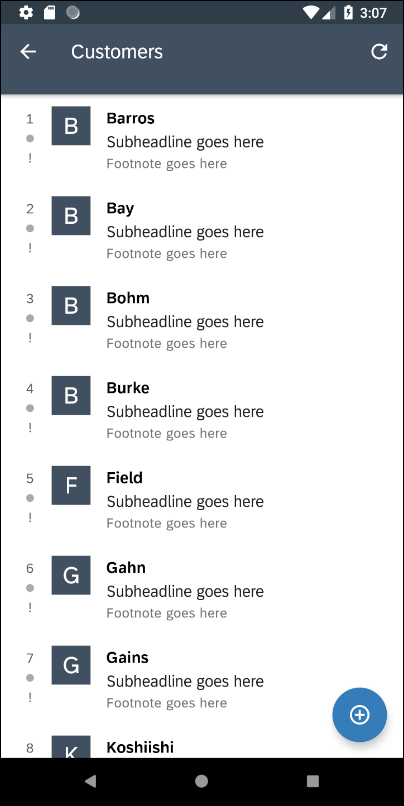 3:07
Customers
1
B
Barros
!
Subheadline goes here
Footnote goes here
2
B
Bay
!
Subheadline goes here
Footnote goes here
3
B
Bohm
!
Subheadline goes here
Footnote goes here
4
B
Burke
!
Subheadline goes here
Footnote goes here
5
F
Field
!
Subheadline goes here
Footnote goes here
6
G
Gahn
!
Subheadline goes here
Footnote goes here
7
G
Gains
!
Subheadline goes here
Footnote goes here
8
K
Koshiishi